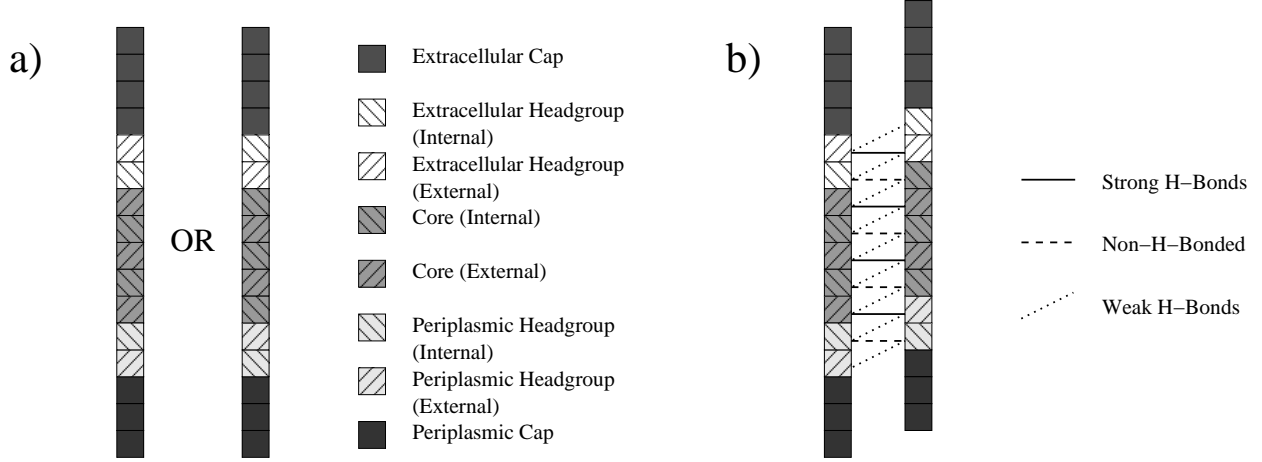 a)
OR
Extracellular Cap
Extracellular Headgroup
(Internal)
Extracellular Headgroup
(External)
Core (Internal)
Core (External)
Periplasmic Headgroup
(Internal)
Periplasmic Headgroup
(External)
Periplasmic Cap
b)
Strong H−Bonds
Non−H−Bonded
Weak H−Bonds